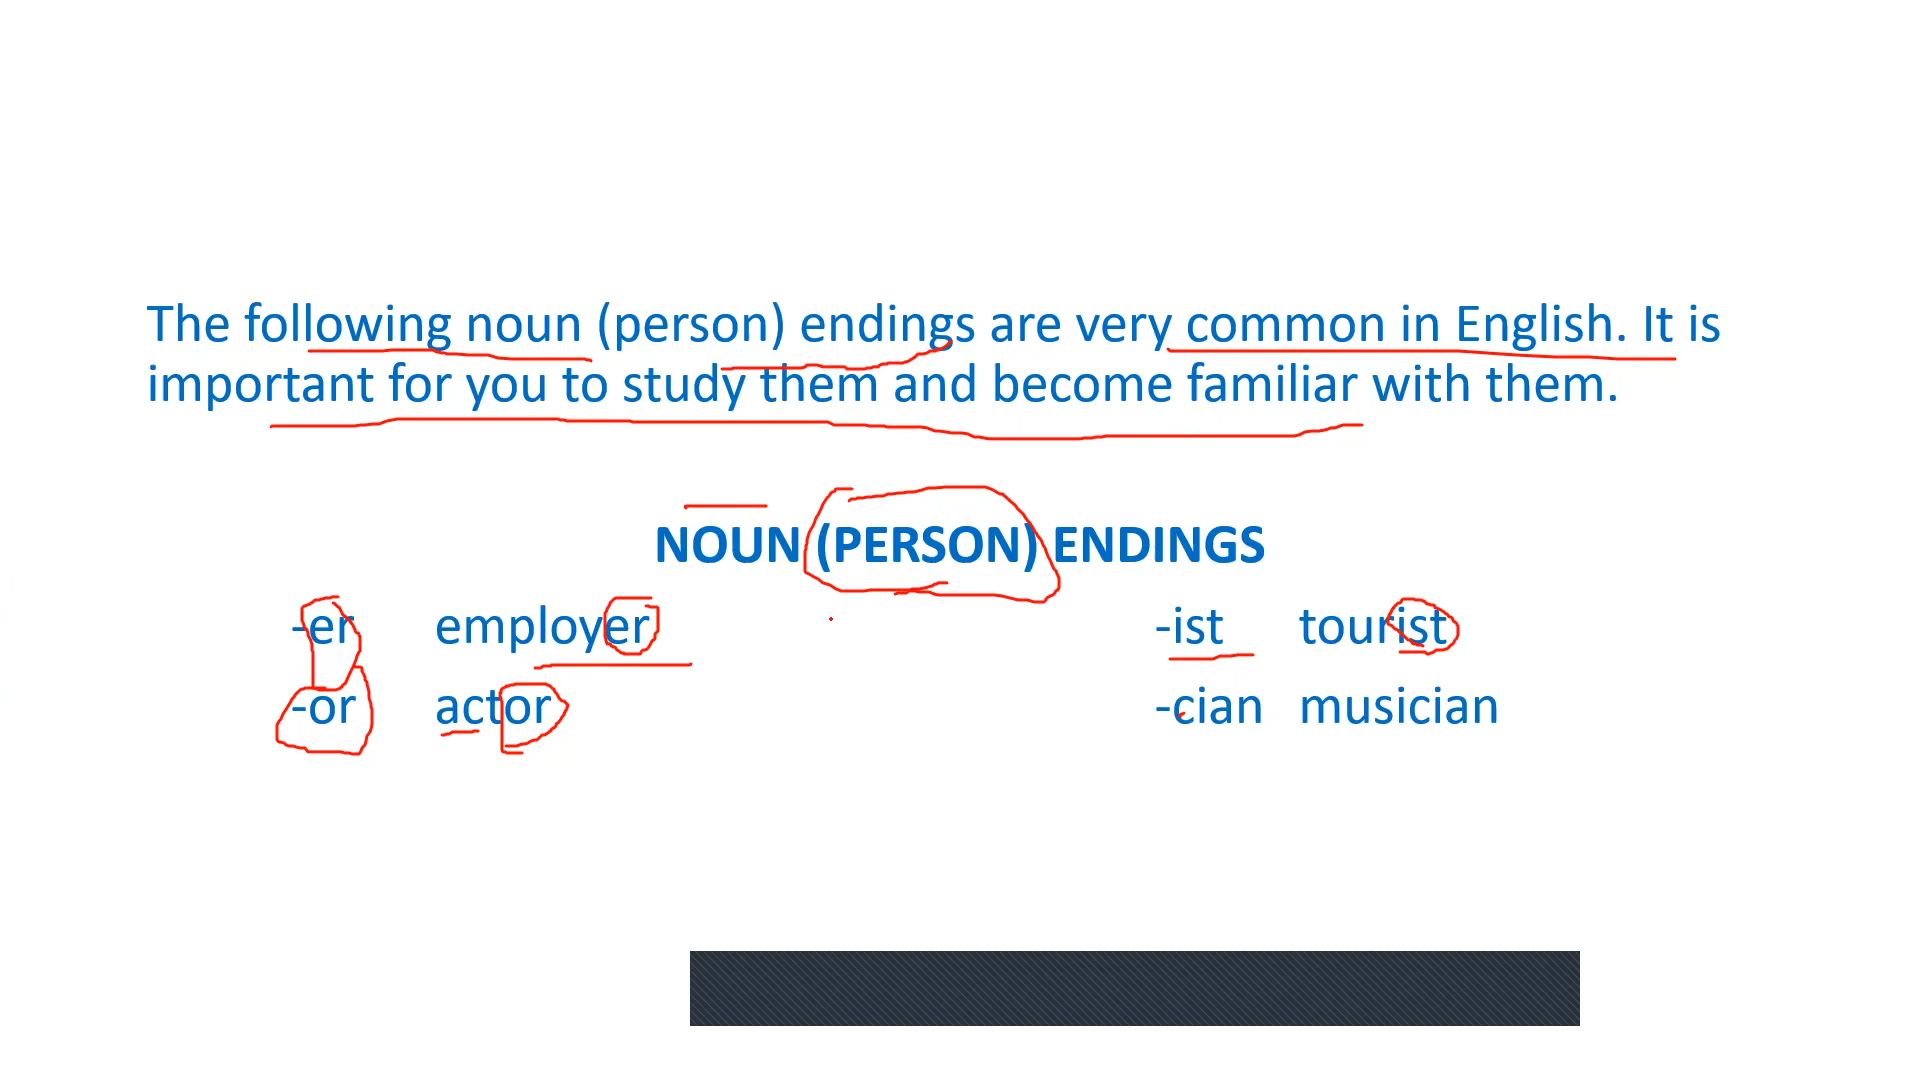 The following noun (person) endings are very common in English. It is
important for you to study them and become familiar with them.
NOUN (PERSON) ENDINGS
-er employer -ist tourist
-or actor -cian musician